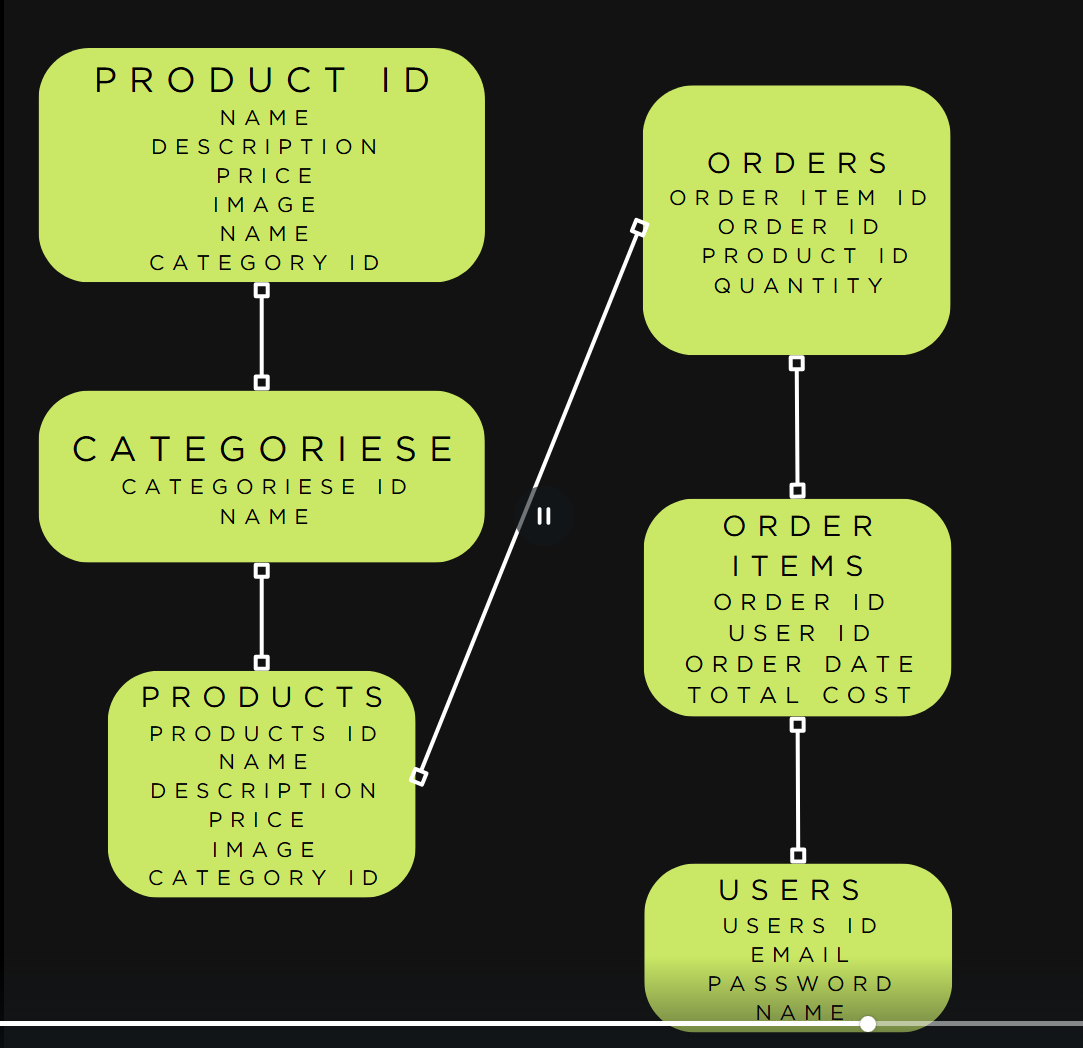 PRODUCT ID
NAME
DESCRIPTION
PRICE
IMAGE
NAME
CATEGORY ID
CATEGORIESE
CATEGORIESE ID
NAME
PRODUCTS
PRODUCTS ID
NAME
DESCRIPTION
PRICE
IMAGE
CATEGORY ID
ORDERS
ORDER ITEM ID
ORDER ID
PRODUCT ID
QUANTITY
ORDER
ITEMS
ORDER ID
USER ID
ORDER DATE
TOTAL COST
USERS
USERS ID
EMAIL
PASSWORD
NAME